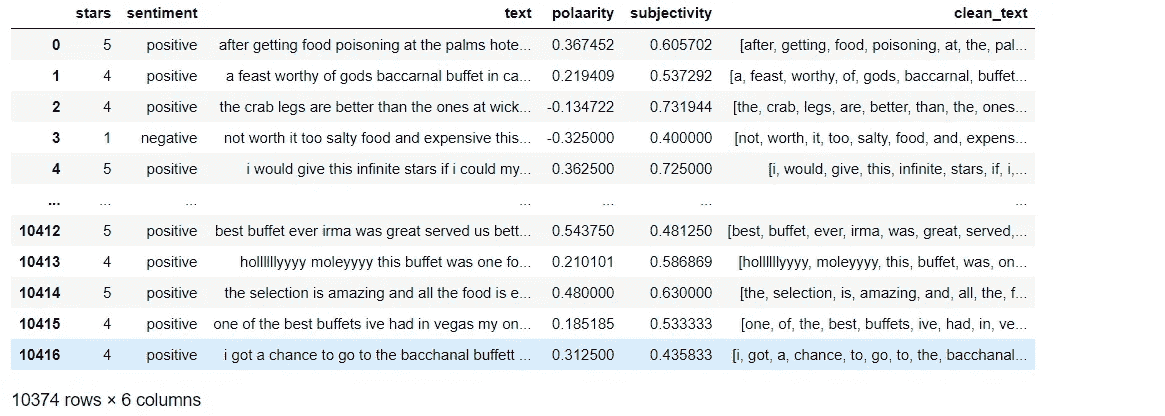 stars sentiment text polaarity subjectivity clean_text
0 5 positive after getting food poisoning at the palms hote... 0.367452 0.605702 [after, getting, food, poisoning, at, the, pal...
1 4 positive a feast worthy of gods baccarnal buffet in ca... 0.219409 0.537292 [a, feast, worthy, of, gods, baccarnal, buffet...
2 4 positive the crab legs are better than the ones at wick... -0.134722 0.731944 [the, crab, legs, are, better, than, the, ones...
3 1 negative not worth it too salty food and expensive this... -0.325000 0.400000 [not, worth, it, too, salty, food, and, expens...
4 5 positive i would give this infinite stars if i could my... 0.362500 0.725000 [i, would, give, this, infinite, stars, if, i,...
... ... ... ... ... ... ...
10412 5 positive best buffet ever irma was great served us bett... 0.543750 0.481250 [best, buffet, ever, irma, was, great, served,...
10413 4 positive holllllllyyyy moleyyyy this buffet was one fo... 0.210101 0.586869 [holllllllyyyy, moleyyyy, this, buffet, was, on...
10414 5 positive the selection is amazing and all the food is e... 0.480000 0.630000 [the, selection, is, amazing, and, all, the, f...
10415 4 positive one of the best buffets ive had in vegas my on... 0.185185 0.533333 [one, of, the, best, buffets, ive, had, in, ve...
10416 4 positive i got a chance to go to the bacchanal buffett ... 0.312500 0.435833 [i, got, a, chance, to, go, to, the, bacchanal...
10374 rows × 6 columns